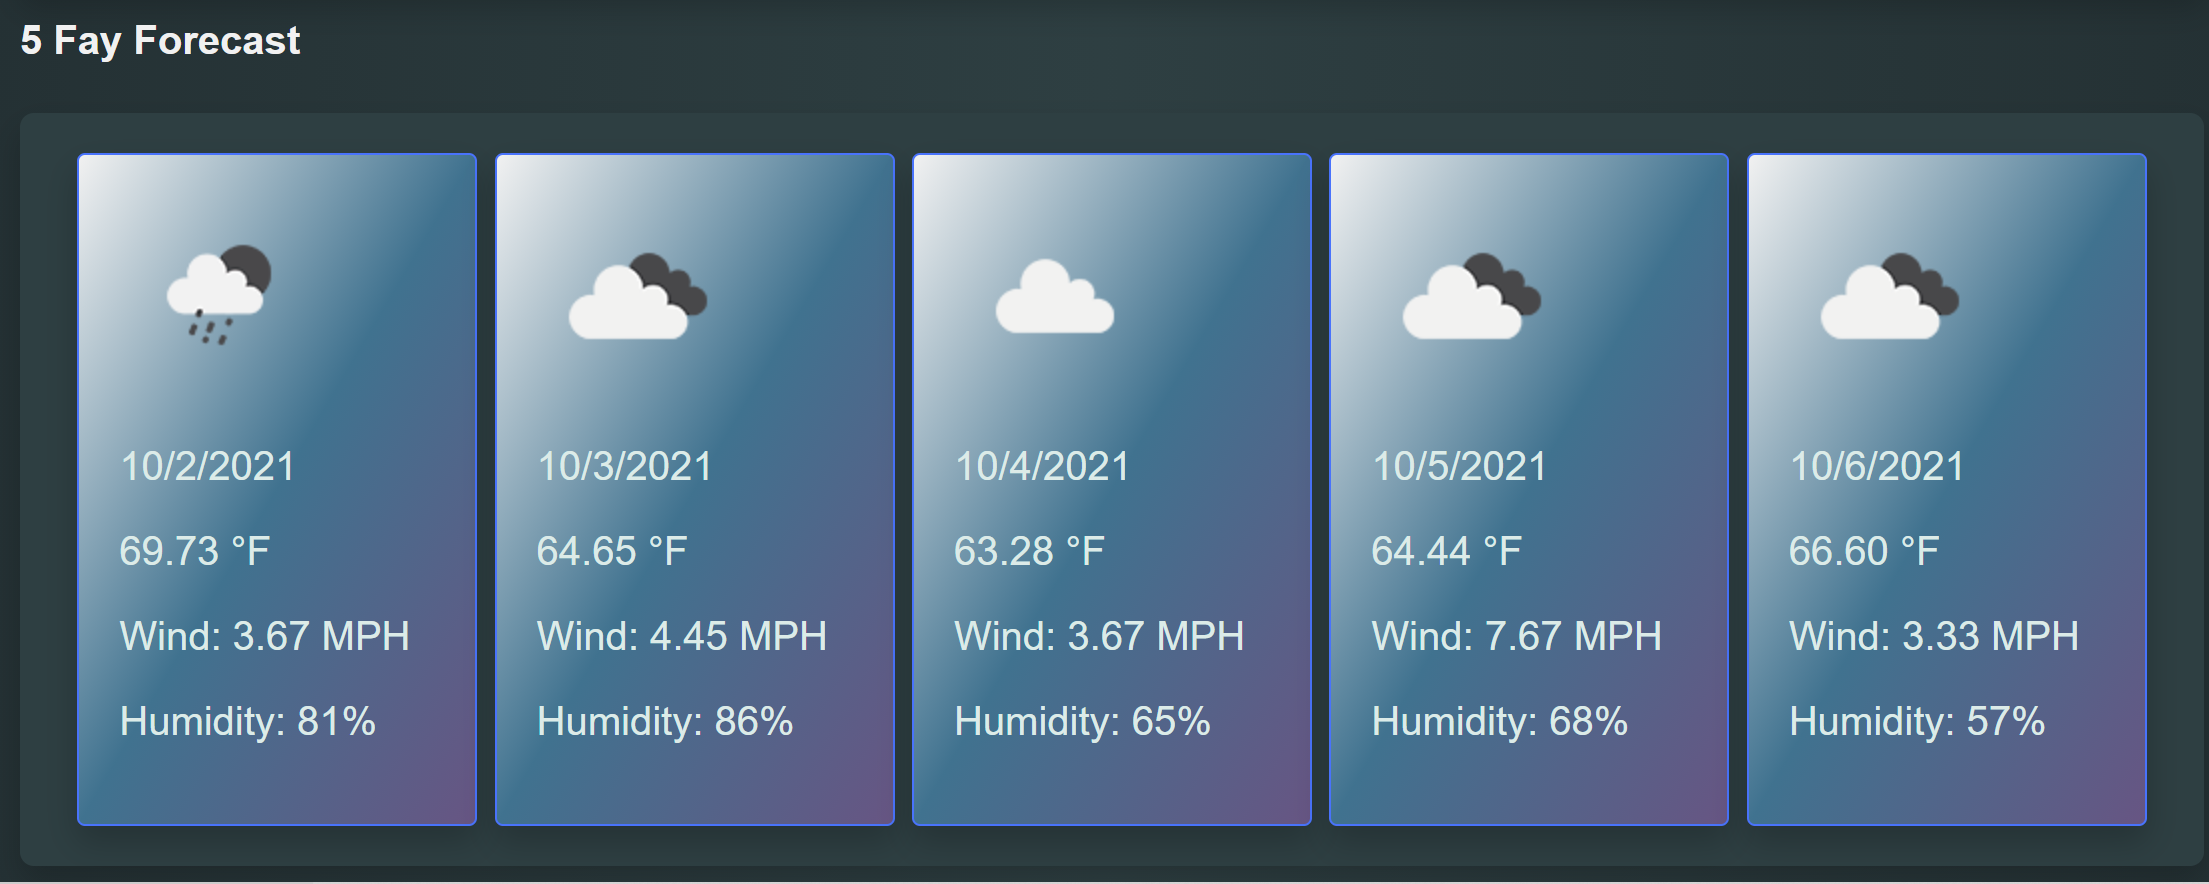 5 Fay Forecast
10/2/2021
69.73 °F
Wind: 3.67 MPH
Humidity: 81%
10/3/2021
64.65 °F
Wind: 4.45 MPH
Humidity: 86%
10/4/2021
63.28 °F
Wind: 3.67 MPH
Humidity: 65%
10/5/2021
64.44 °F
Wind: 7.67 MPH
Humidity: 68%
10/6/2021
66.60 °F
Wind: 3.33 MPH
Humidity: 57%